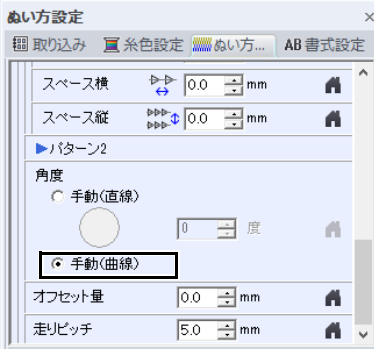 ぬい方設定
取り込み 糸色設定 ぬい方... AB 書式設定
スペース横 0.0 mm
スペース縦 0.0 mm
パターン2
角度
手動(直線)
0 度
手動(曲線)
オフセット量 0.0 mm
走りピッチ 5.0 mm